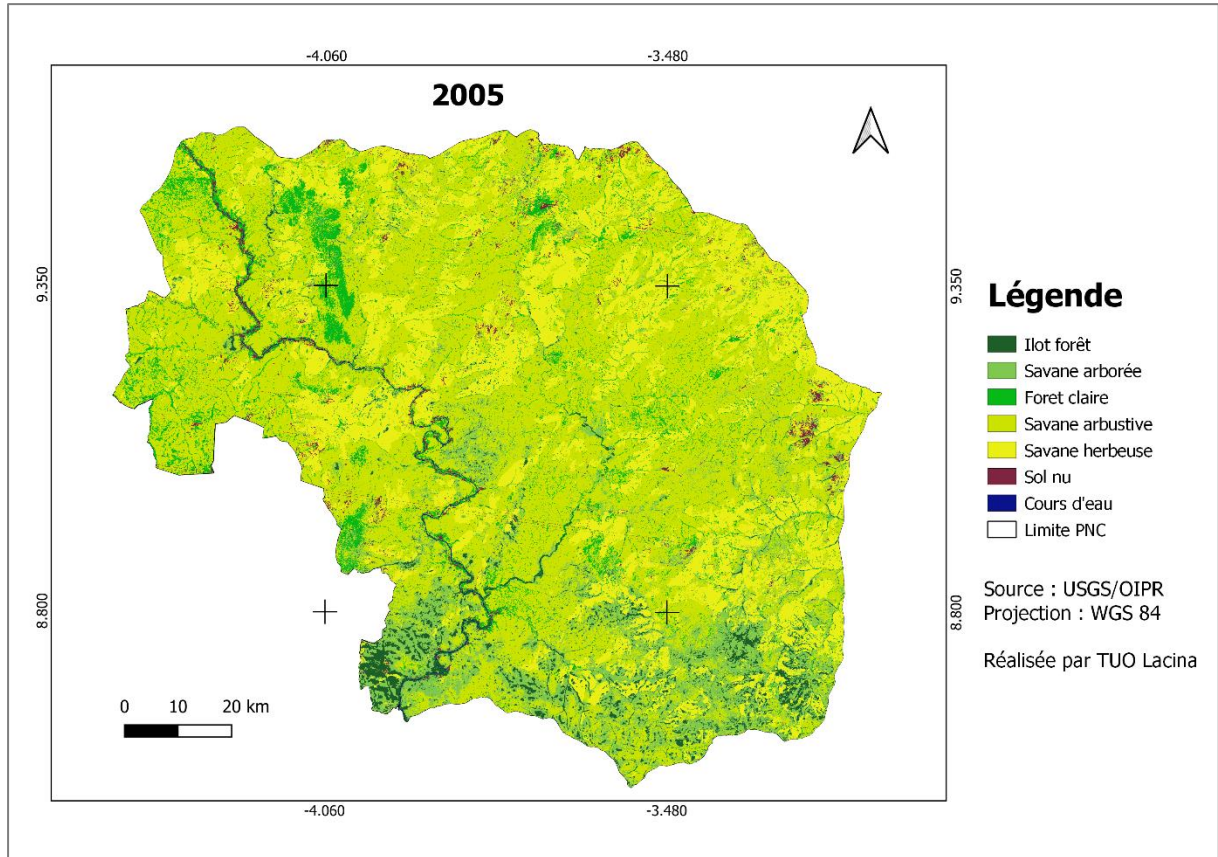 -4.060
-3.480
2005
9.350
9.350
Légende
Ilot forêt
Savane arborée
Foret claire
Savane arbustive
Savane herbeuse
Sol nu
Cours d'eau
Limite PNC
8.800
8.800
Source : USGS/OIPR
Projection : WGS 84
Réalisée par TUO Lacina
0 10 20 km
-4.060
-3.480